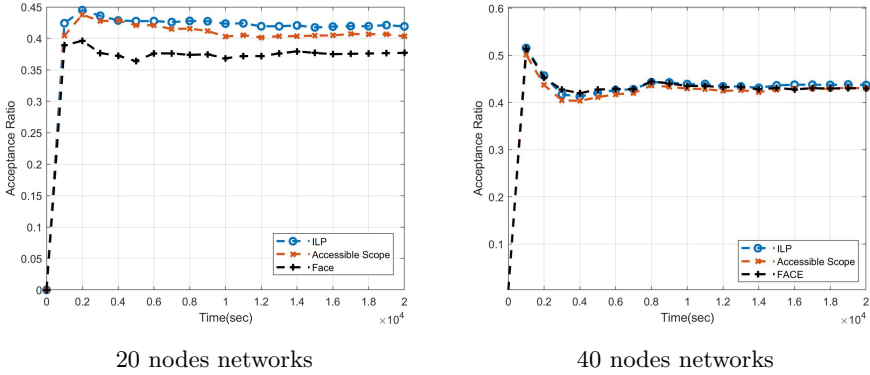 0.45
0.4
0.35
0.3
0.25
0.2
0.15
0.1
0.05
0
Acceptance Ratio
0 0.2 0.4 0.6 0.8 1 1.2 1.4 1.6 1.8 2
Time(sec)
×10⁴
ILP
Accessible Scope
Face
20 nodes networks
0.6
0.5
0.4
0.3
0.2
0.1
Acceptance Ratio
0 0.2 0.4 0.6 0.8 1 1.2 1.4 1.6 1.8 2
Time(sec)
×10⁴
ILP
Accessible Scope
FACE
40 nodes networks